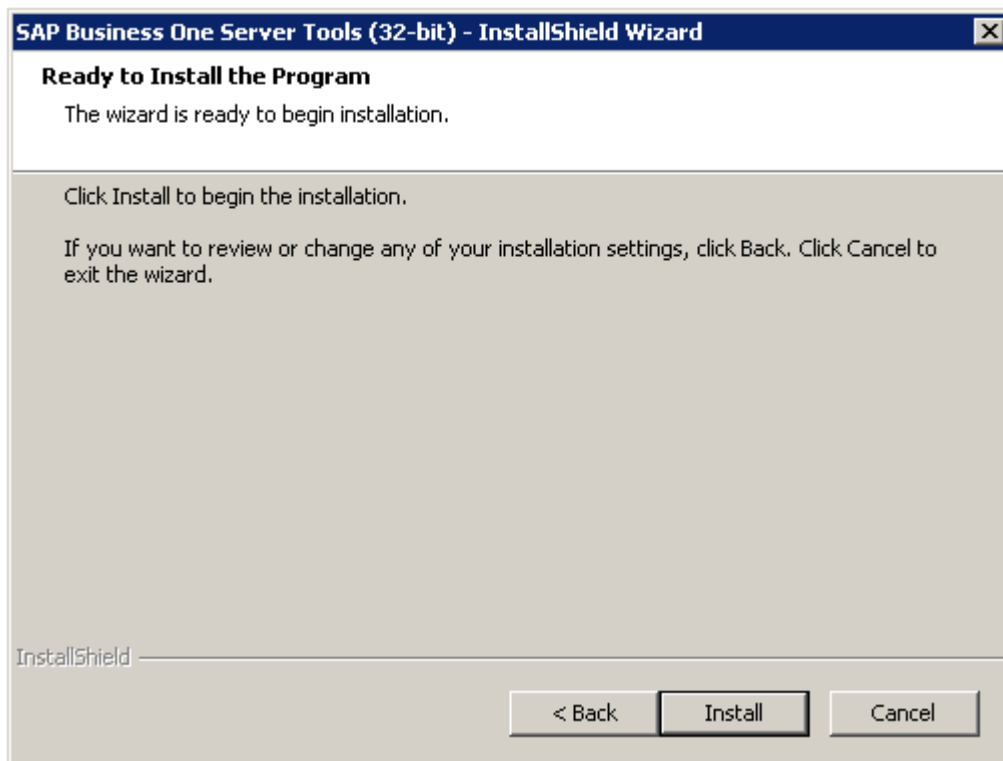 SAP Business One Server Tools (32-bit) - InstallShield Wizard
Ready to Install the Program
The wizard is ready to begin installation.
Click Install to begin the installation.
If you want to review or change any of your installation settings, click Back. Click Cancel to
exit the wizard.
InstallShield
< Back
Install
Cancel